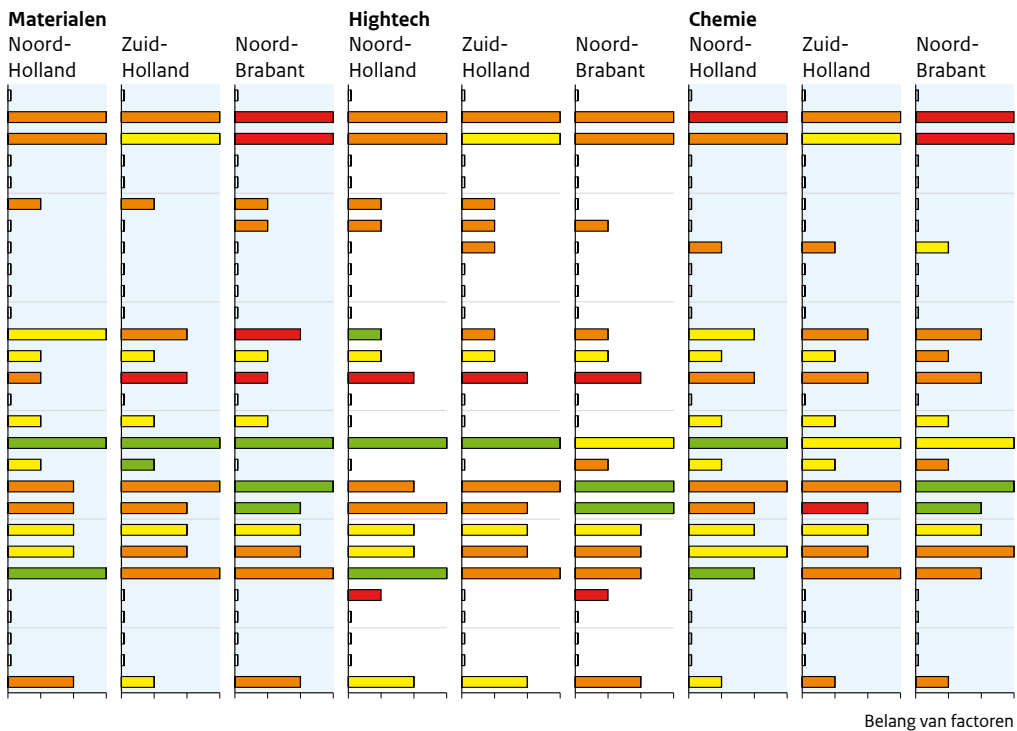 Materialen Hightech Chemie
Noord- Zuid- Noord- Noord- Zuid- Noord- Noord- Zuid- Noord-
Holland Holland Brabant Holland Holland Brabant Holland Holland Brabant
Belang van factoren